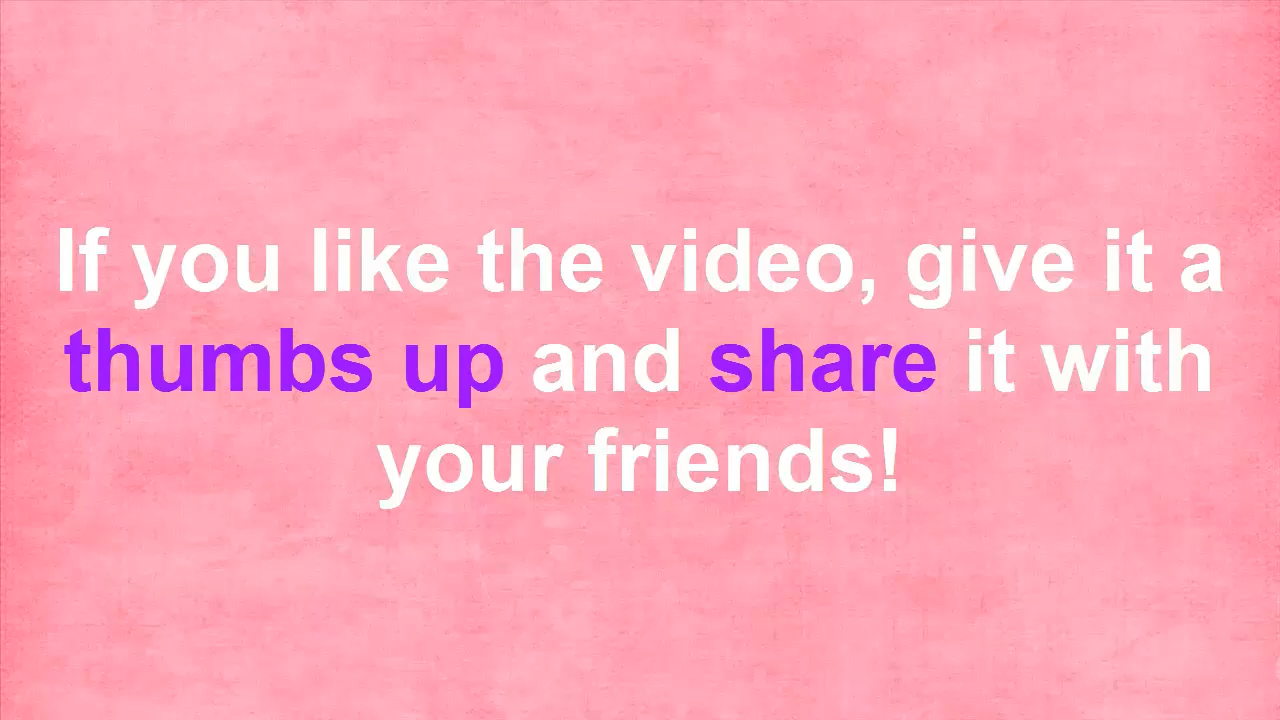 If you like the video, give it a
thumbs up and share it with
your friends!